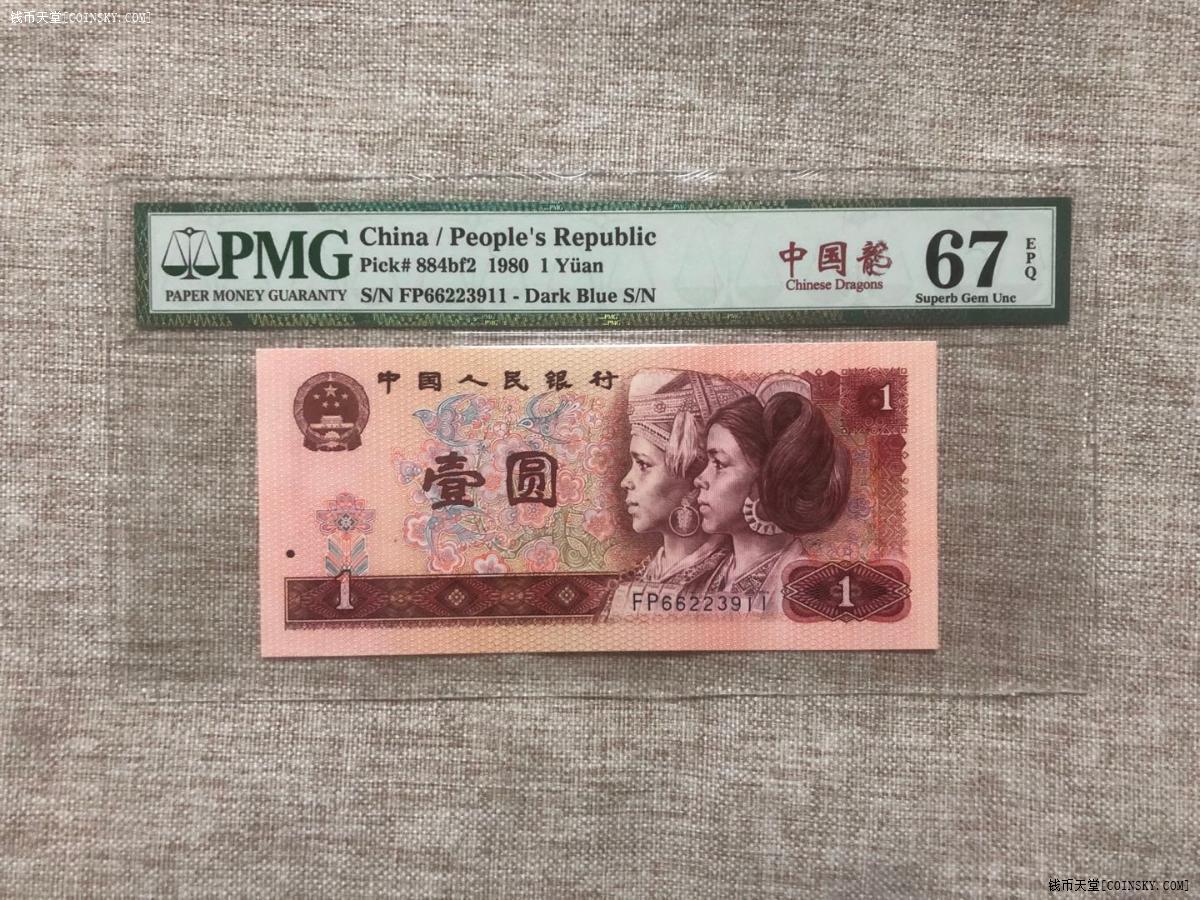 钱币天堂[COINSKY.COM]
PMG
PAPER MONEY GUARANTY
China / People's Republic
Pick# 884bf2 1980 1 Yüan
S/N FP66223911 - Dark Blue S/N
中国龍
Chinese Dragons
67
EPQ
Superb Gem Unc
中国人民银行
1
壹圆
1
FP66223911
1
钱币天堂[COINSKY.COM]